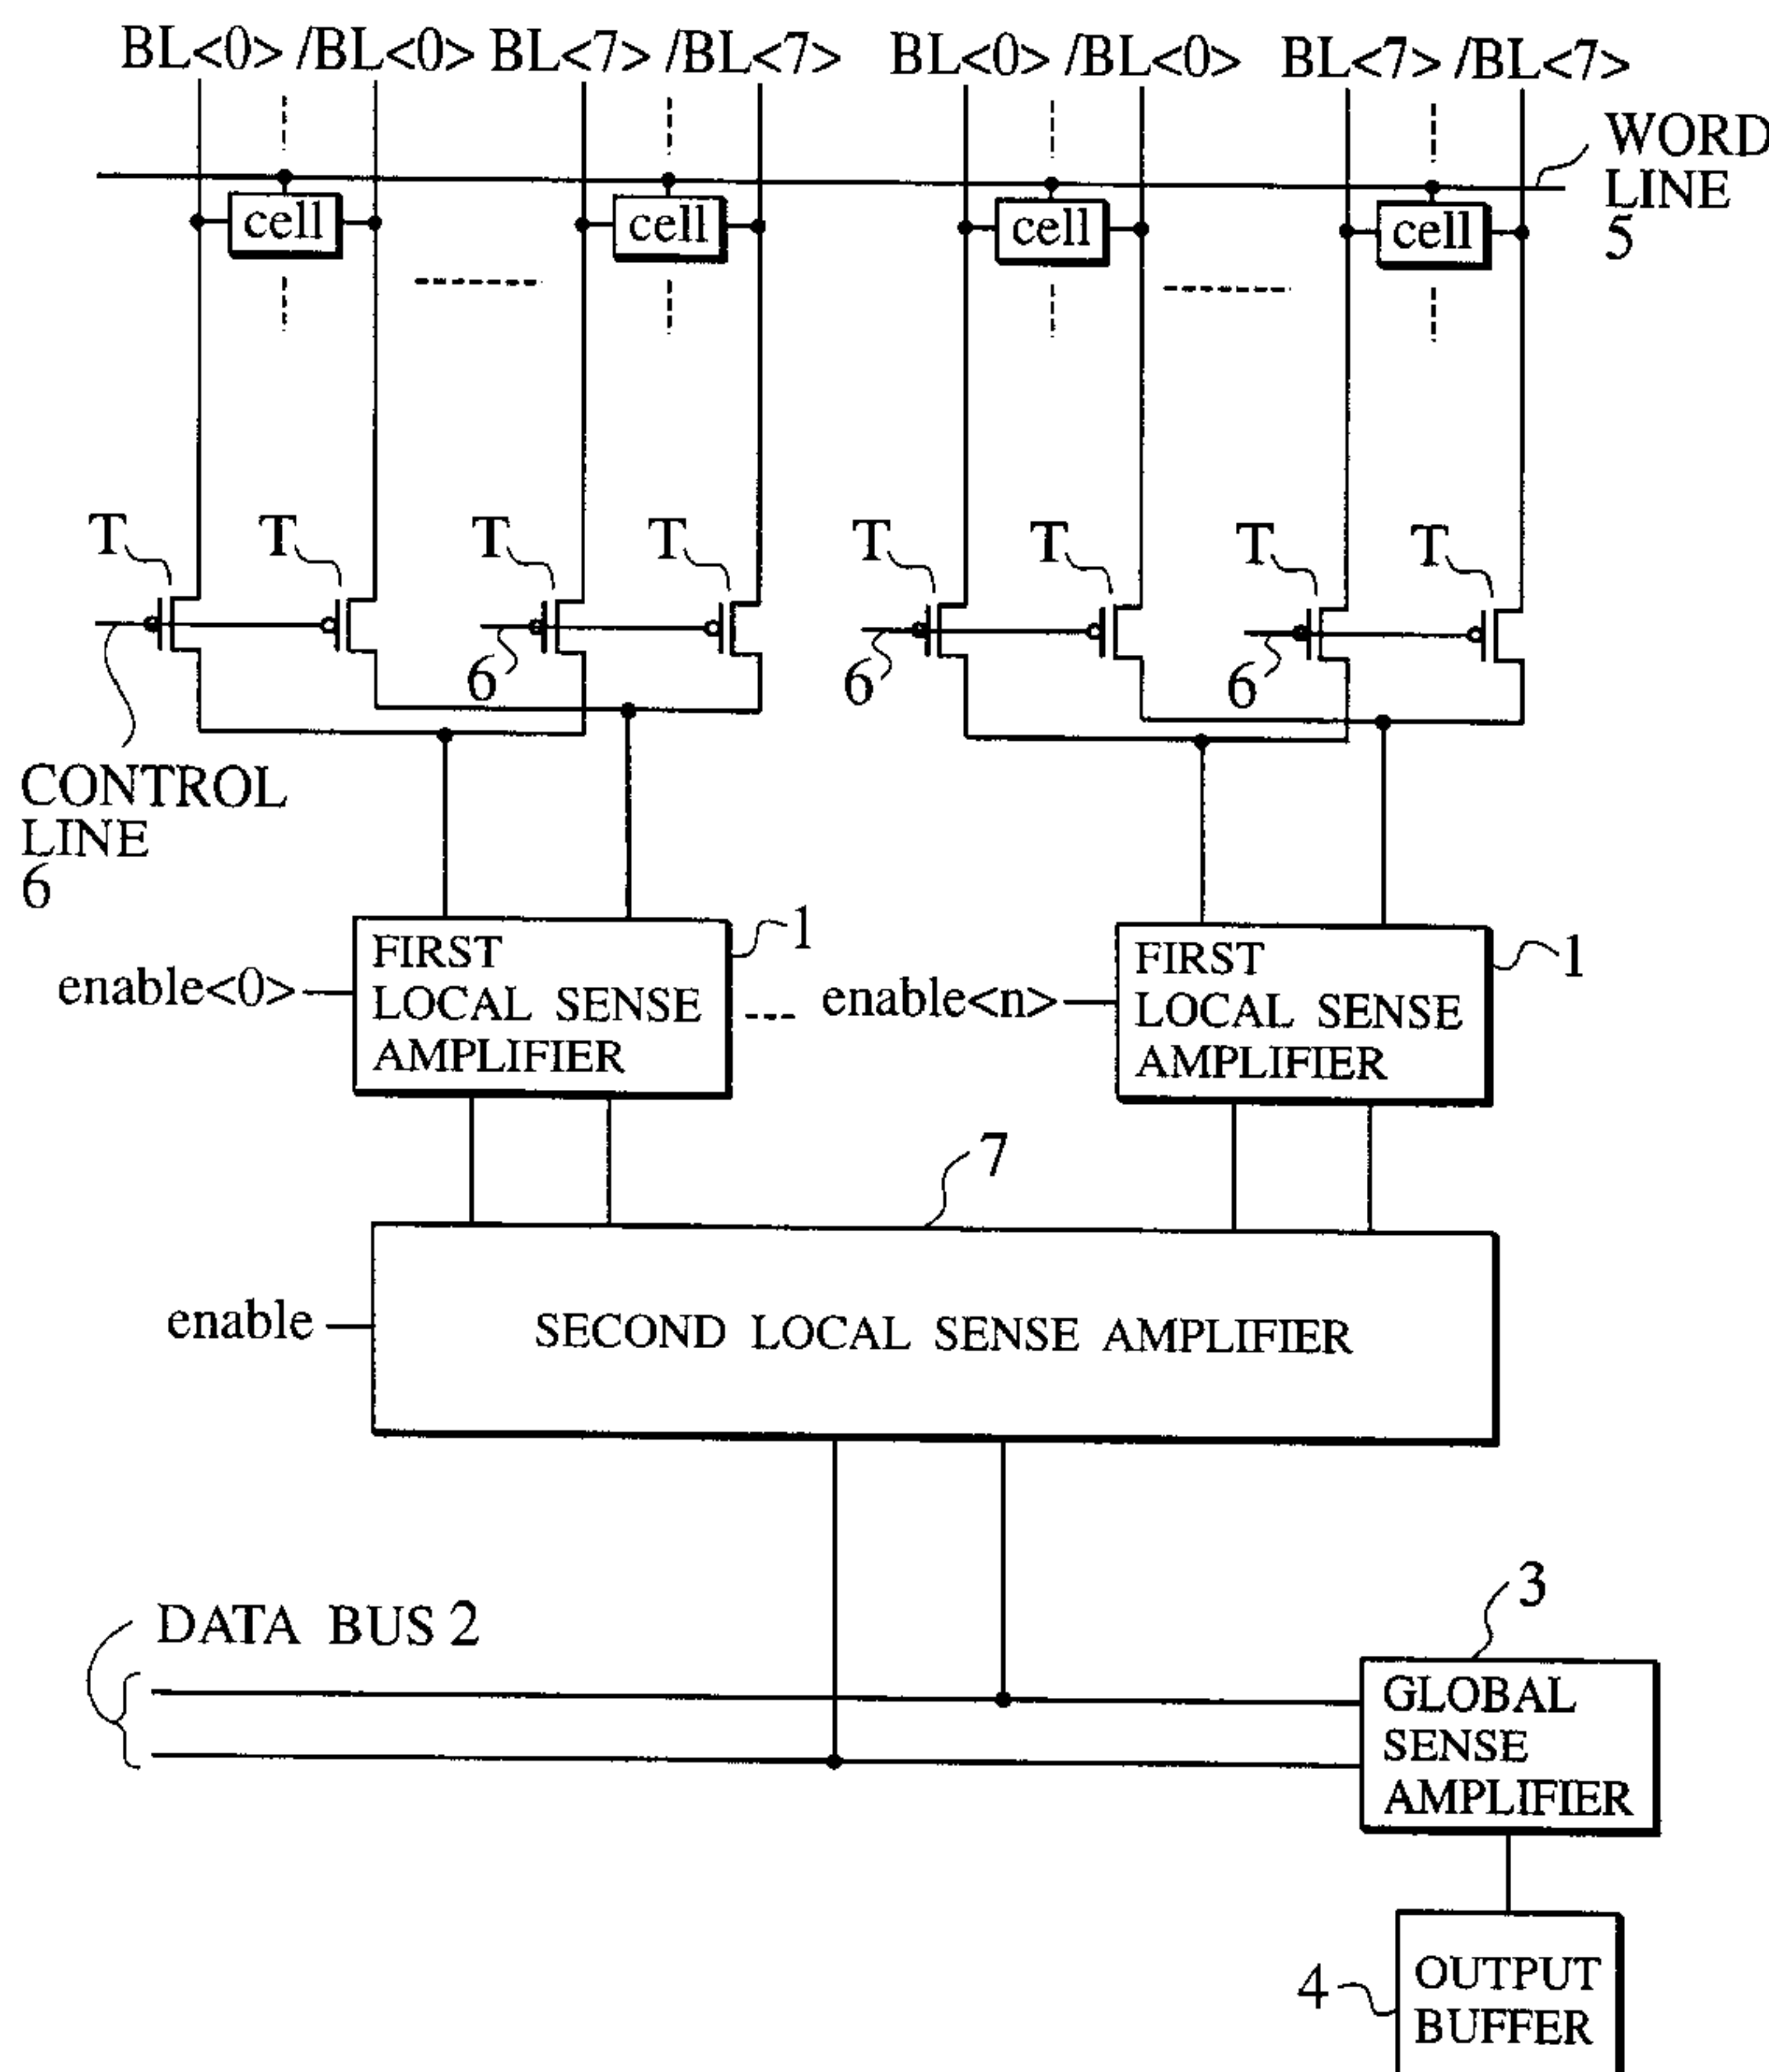 BL<0> /BL<0> BL<7> /BL<7> BL<0> /BL<0> BL<7> /BL<7>
WORD
LINE
5
cell cell cell cell
T T T T T T T T
6 6 6
CONTROL
LINE
6
enable<0>
FIRST
LOCAL SENSE
AMPLIFIER
1
enable<n>
FIRST
LOCAL SENSE
AMPLIFIER
1
7
enable
SECOND LOCAL SENSE AMPLIFIER
DATA BUS 2
3
GLOBAL
SENSE
AMPLIFIER
4
OUTPUT
BUFFER